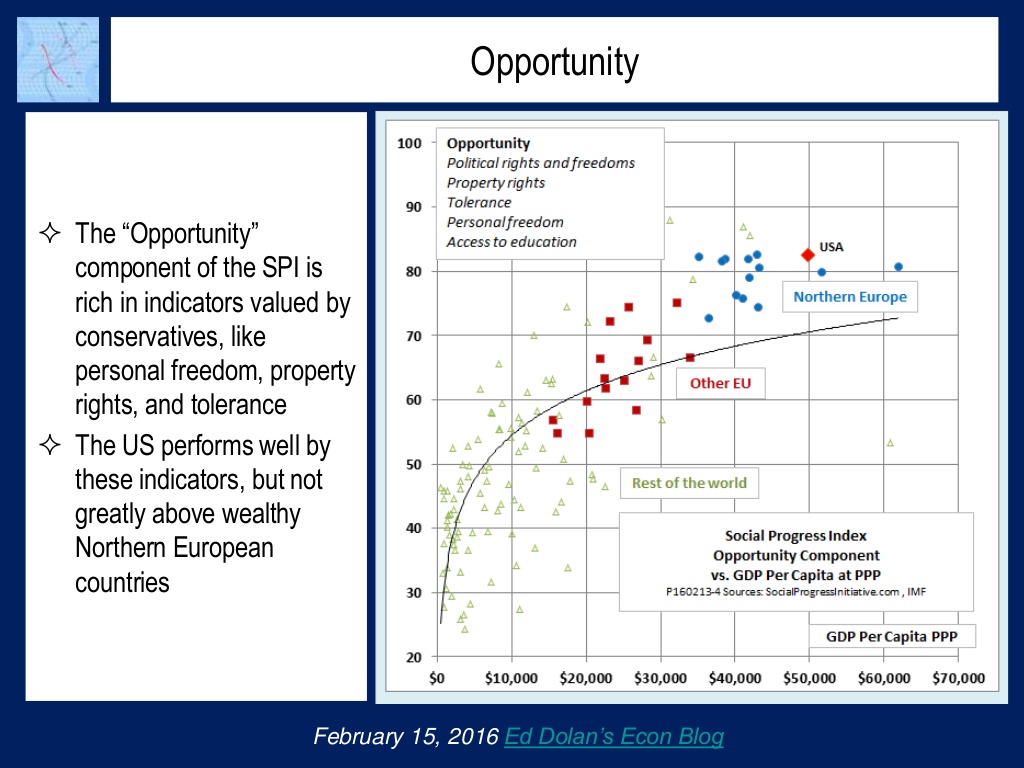 Opportunity
The “Opportunity”
component of the SPI is
rich in indicators valued by
conservatives, like
personal freedom, property
rights, and tolerance
The US performs well by
these indicators, but not
greatly above wealthy
Northern European
countries
Opportunity
Political rights and freedoms
Property rights
Tolerance
Personal freedom
Access to education
100
90
80
70
60
50
40
30
20
USA
Northern Europe
Other EU
Rest of the world
Social Progress Index
Opportunity Component
vs. GDP Per Capita at PPP
P160213-4 Sources: SocialProgressInitiative.com , IMF
GDP Per Capita PPP
$0 $10,000 $20,000 $30,000 $40,000 $50,000 $60,000 $70,000
February 15, 2016 Ed Dolan’s Econ Blog